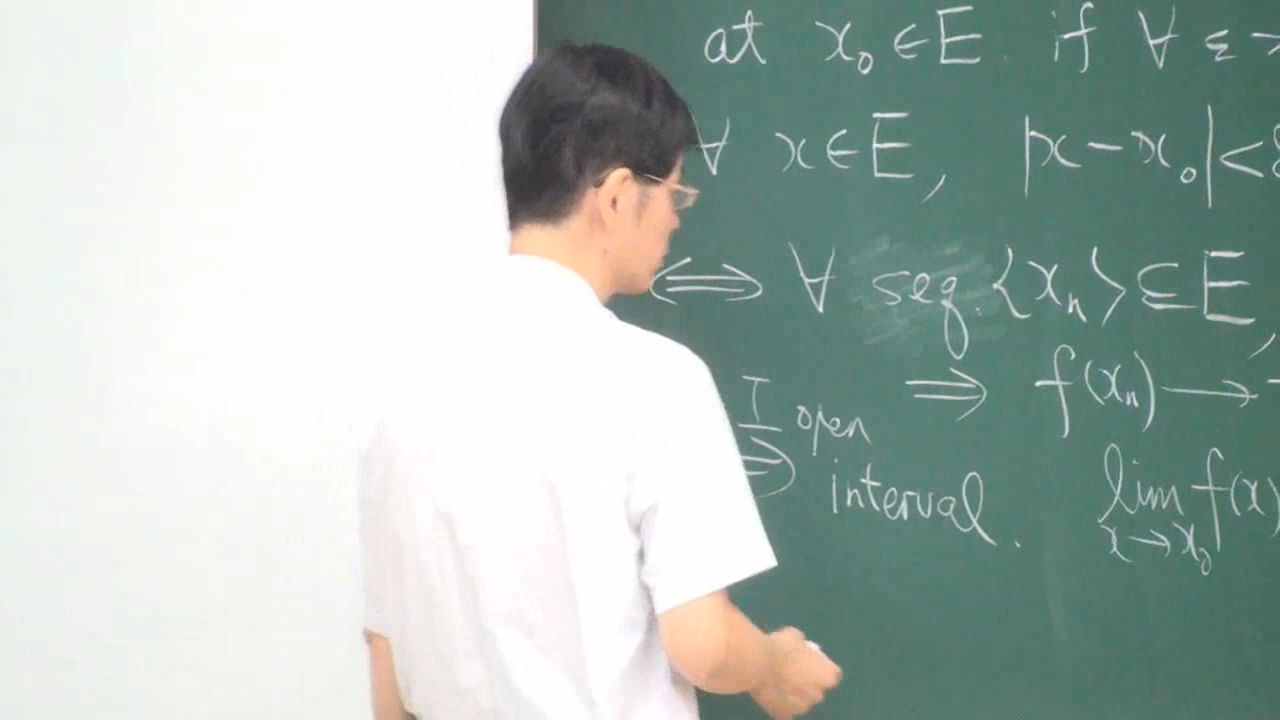 at x₀ ∈ E. if ∀ ε >
∀ x ∈ E, |x - x₀| < δ
⟺ ∀ seq. ⟨xₙ⟩ ⊆ E,
⟹ f(xₙ) ⟶
I open
⟹ interval.
lim f(x)
x → x₀